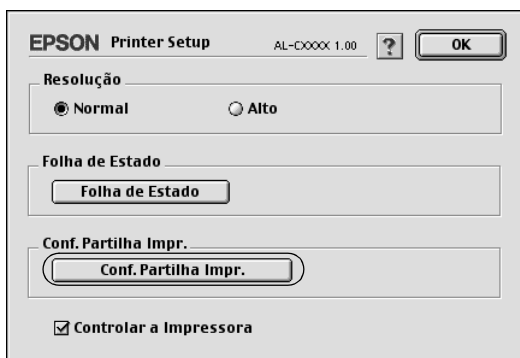 EPSON Printer Setup AL-CXXXX 1.00 ? OK
Resolução
Normal Alto
Folha de Estado
Folha de Estado
Conf. Partilha Impr.
Conf. Partilha Impr.
Controlar a Impressora